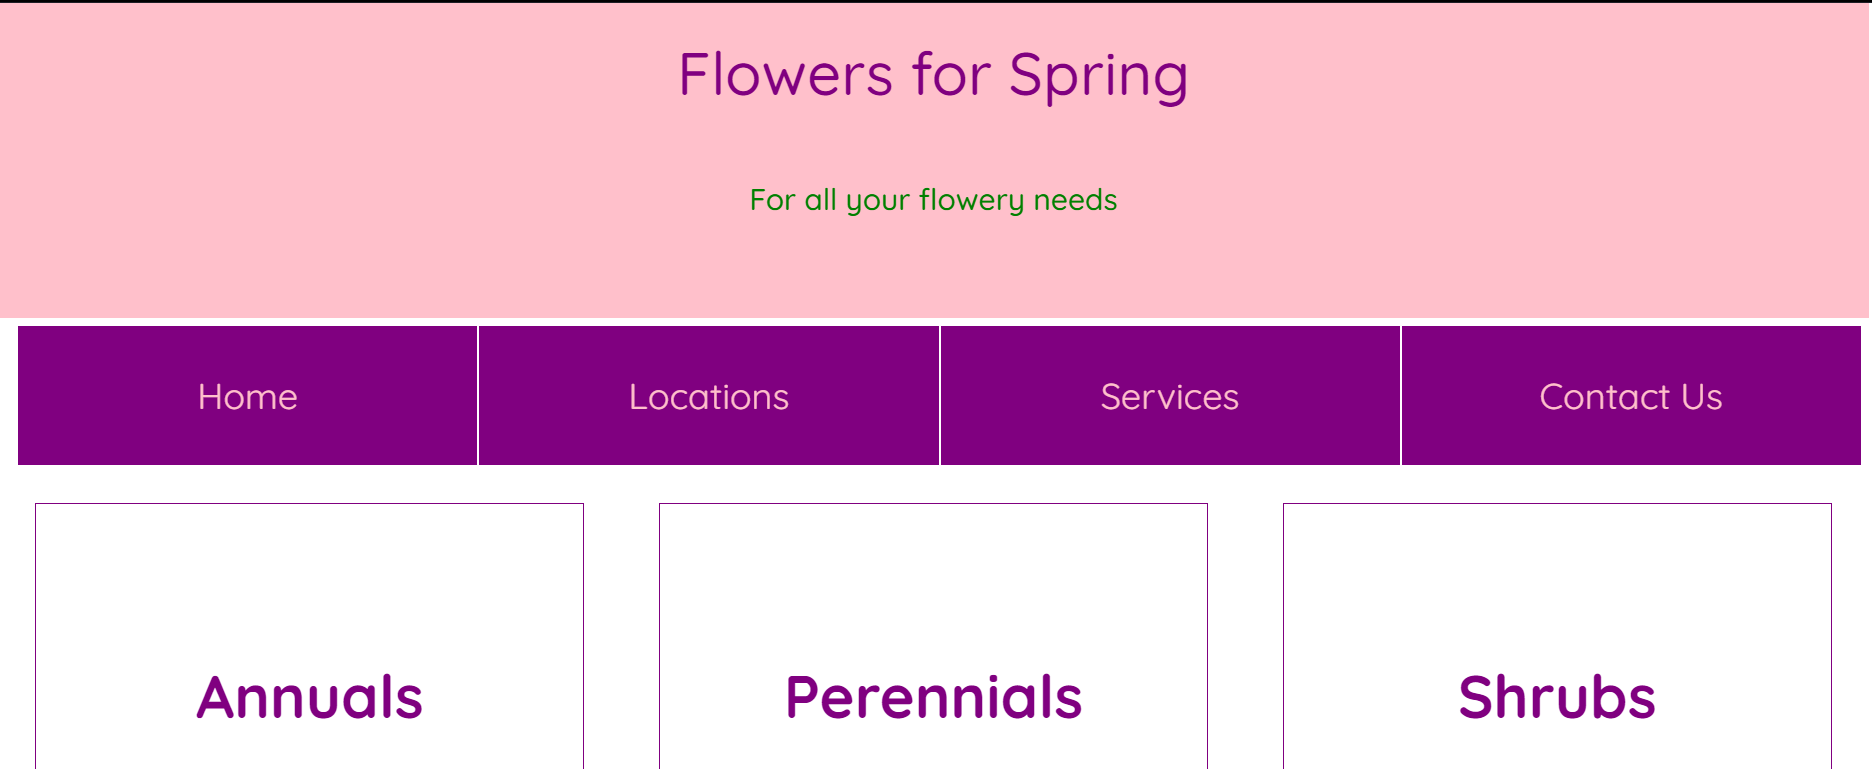 Flowers for Spring
For all your flowery needs
Home Locations Services Contact Us
Annuals Perennials Shrubs